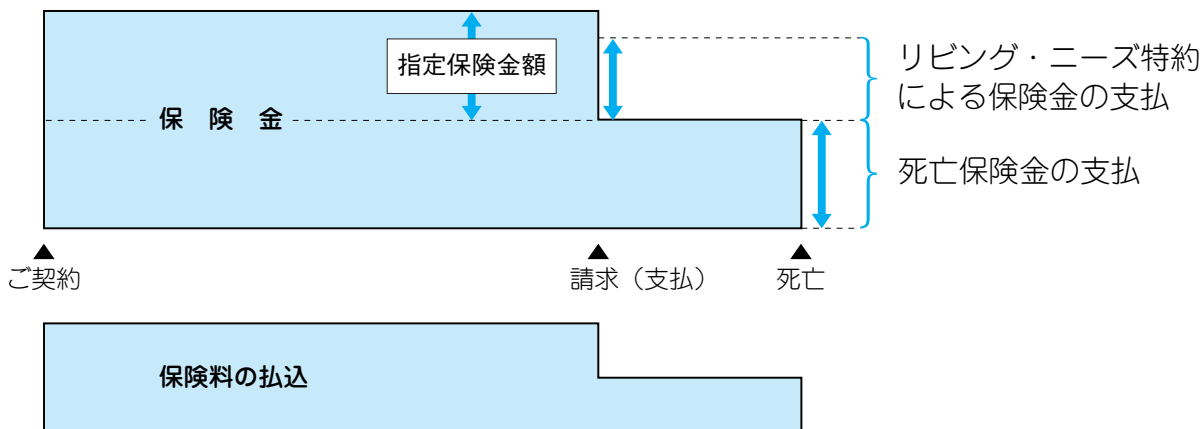 指定保険金額
リビング・ニーズ特約
による保険金の支払
保 険 金
死亡保険金の支払
ご契約
請求（支払）
死亡
保険料の払込